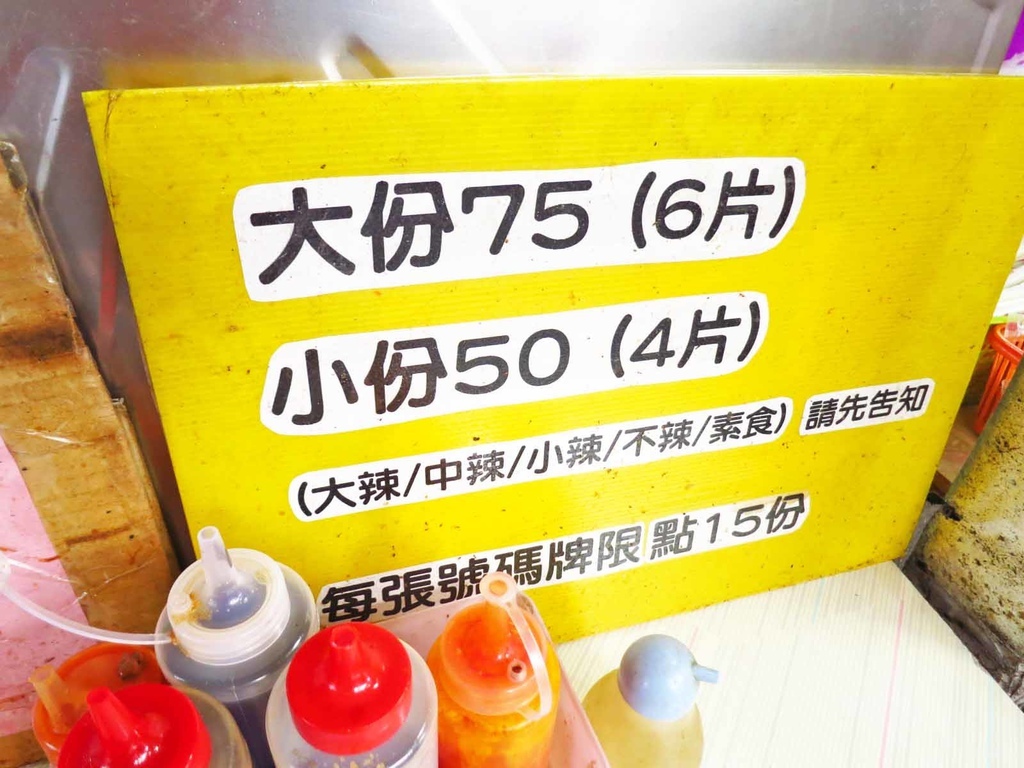 大份75 (6片)
小份50 (4片)
(大辣/中辣/小辣/不辣/素食) 請先告知
每張號碼牌限點15份